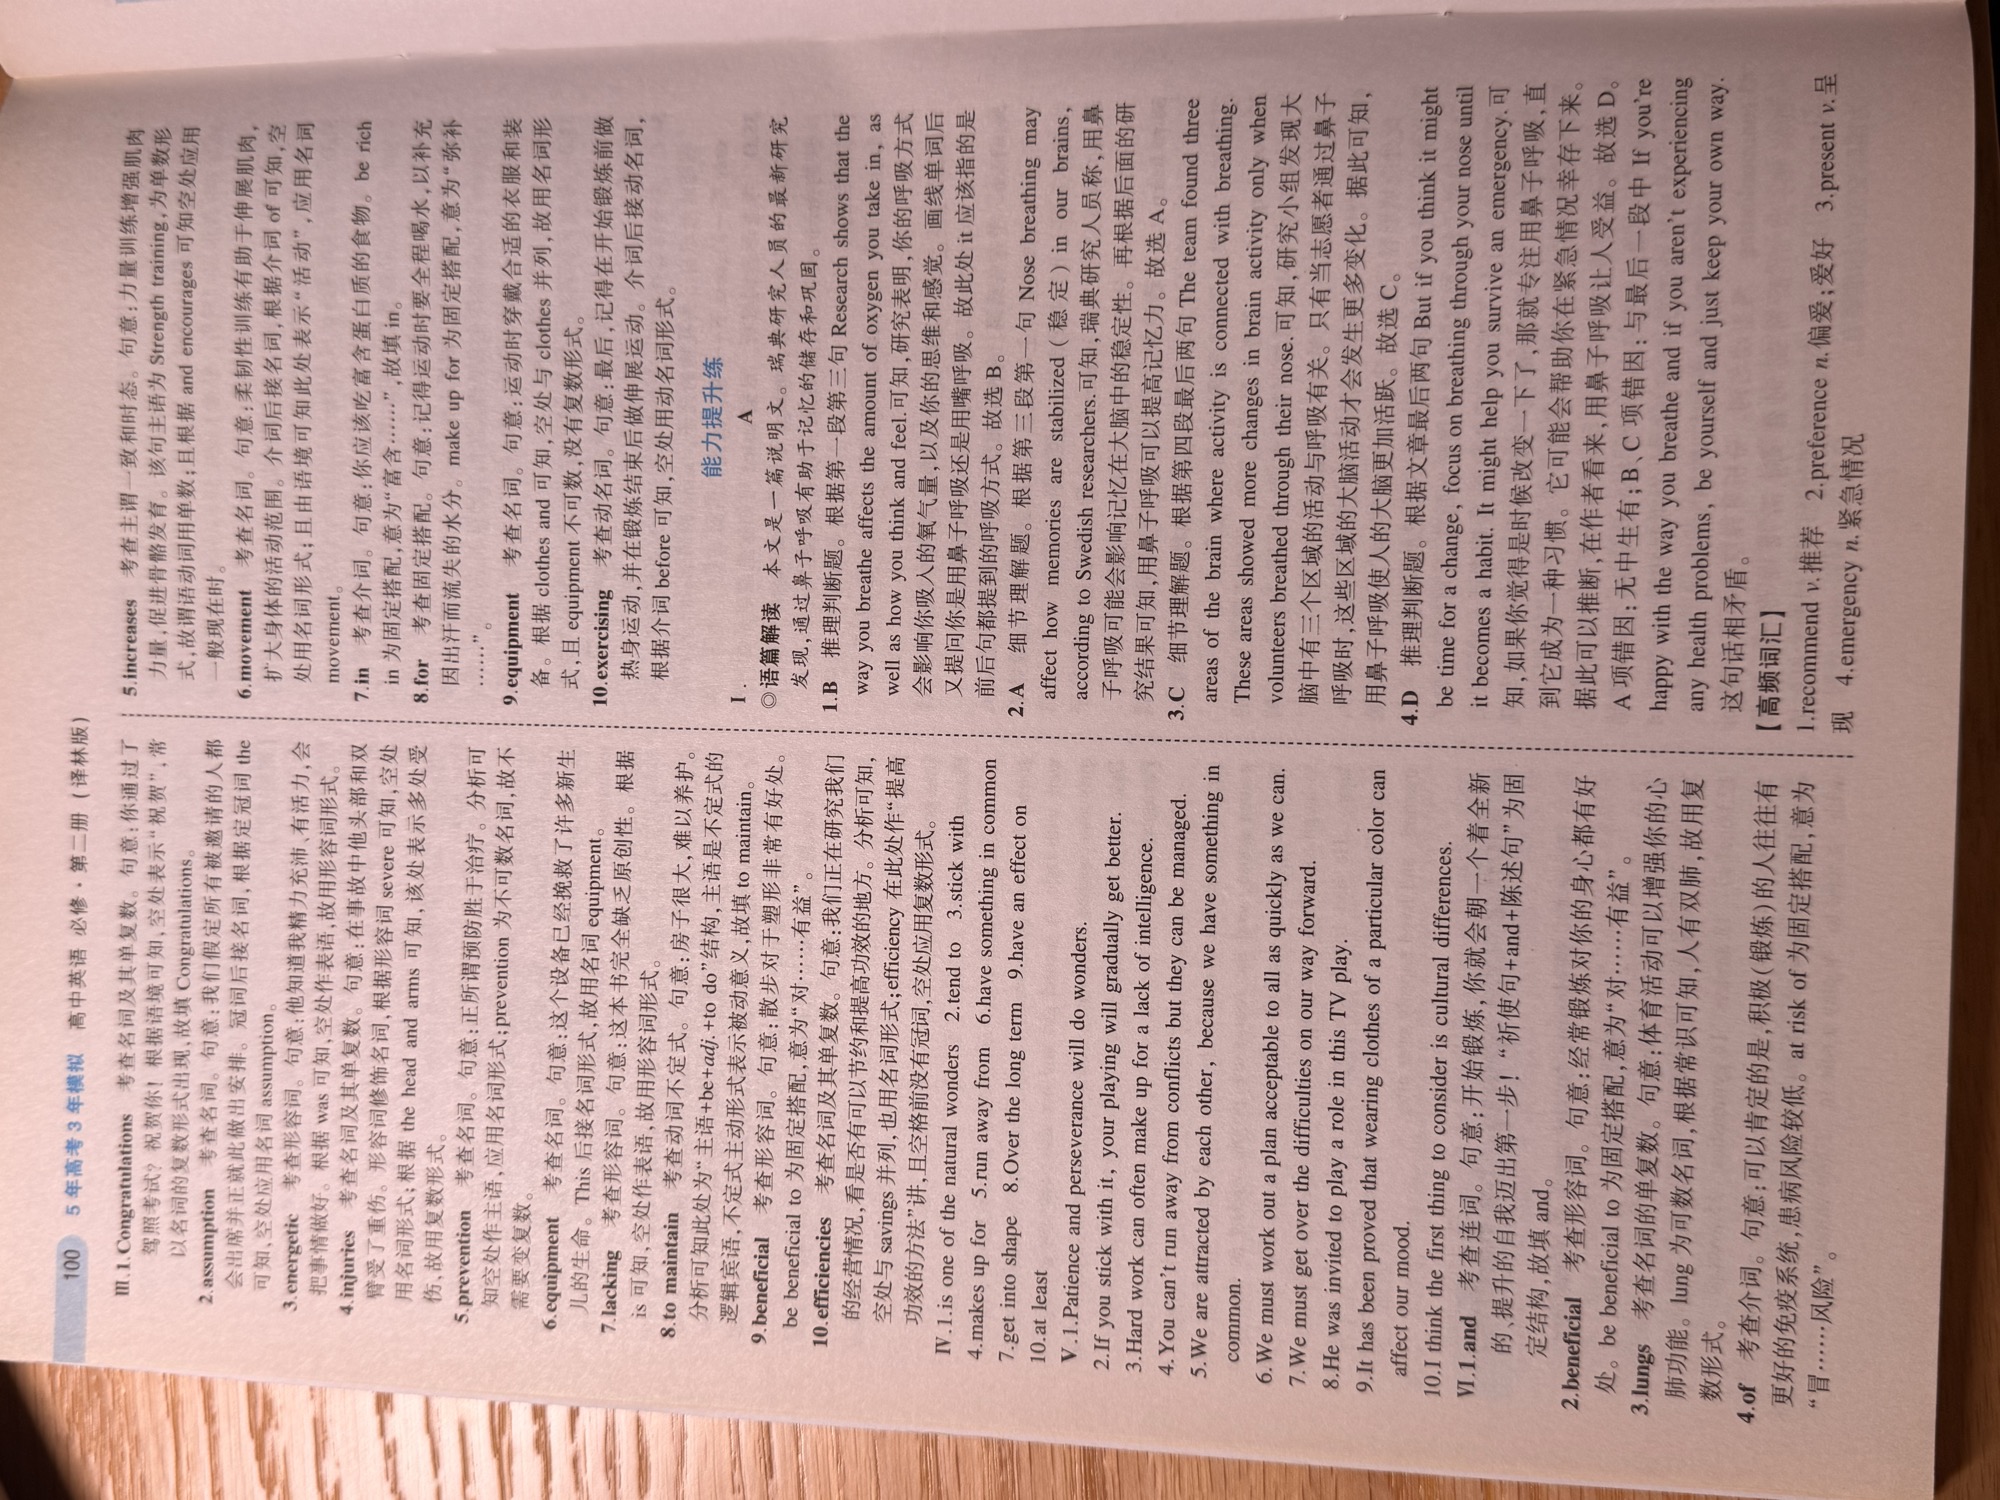 100 5年高考3年模拟 高中英语 必修·第二册(译林版)
Ⅲ.1.Congratulations 考查名词及其单复数。句意:你通过了
驾照考试? 祝贺你! 根据语境可知,空处表示“祝贺”,常
以名词的复数形式出现,故填 Congratulations。
2.assumption 考查名词。句意:我们假定所有被邀请的人都
会出席并正就此做出安排。冠词后接名词,根据定冠词 the
可知,空处应用名词 assumption。
3.energetic 考查形容词。句意:他知道我精力充沛、有活力,会
把事情做好。根据 was 可知,空处作表语,故用形容词形式。
4.injuries 考查名词及其单复数。句意:在事故中他头部和双
臂受了重伤。形容词修饰名词,根据形容词 severe 可知,空处
用名词形式;根据 the head and arms 可知,该处表示多处受
伤,故用复数形式。
5.prevention 考查名词。句意:正所谓预防胜于治疗。分析可
知空处作主语,应用名词形式;prevention 为不可数名词,故不
需要变复数。
6.equipment 考查名词。句意:这个设备已经挽救了许多新生
儿的生命。This 后接名词形式,故用名词 equipment。
7.lacking 考查形容词。句意:这本书完全缺乏原创性。根据
is 可知,空处作表语,故用形容词形式。
8.to maintain 考查动词不定式。句意:房子很大,难以养护。
分析可知此处为“主语+be+adj.+to do”结构,主语是不定式的
逻辑宾语,不定式主动形式表示被动意义,故填 to maintain。
9.beneficial 考查形容词。句意:散步对于塑形非常有好处。
be beneficial to 为固定搭配,意为“对……有益”。
10.efficiencies 考查名词及其单复数。句意:我们正在研究我们
的经营情况,看是否有可以节约和提高功效的地方。分析可知,
空处与 savings 并列,也用名词形式;efficiency 在此处作“提高
功效的方法”讲,且空格前没有冠词,空处应用复数形式。
Ⅳ.1.is one of the natural wonders 2.tend to 3.stick with
4.makes up for 5.run away from 6.have something in common
7.get into shape 8.Over the long term 9.have an effect on
10.at least
Ⅴ.1.Patience and perseverance will do wonders.
2.If you stick with it, your playing will gradually get better.
3.Hard work can often make up for a lack of intelligence.
4.You can't run away from conflicts but they can be managed.
5.We are attracted by each other, because we have something in
common.
6.We must work out a plan acceptable to all as quickly as we can.
7.We must get over the difficulties on our way forward.
8.He was invited to play a role in this TV play.
9.It has been proved that wearing clothes of a particular color can
affect our mood.
10.I think the first thing to consider is cultural differences.
Ⅵ.1.and 考查连词。句意:开始锻炼,你就会朝一个着全新
的、提升的自我迈出第一步! “祈使句+and+陈述句”为固
定结构,故填 and。
2.beneficial 考查形容词。句意:经常锻炼对你的身心都有好
处。be beneficial to 为固定搭配,意为“对……有益”。
3.lungs 考查名词的单复数。句意:体育活动可以增强你的心
肺功能。lung 为可数名词,根据常识可知,人有双肺,故用复
数形式。
4.of 考查介词。句意:可以肯定的是,积极(锻炼)的人往往有
更好的免疫系统,患病风险较低。at risk of 为固定搭配,意为
“冒……风险”。
5.increases 考查主谓一致和时态。句意:力量训练增强肌肉
力量,促进骨骼发育。该句主语为 Strength training,为单数形
式,故谓语动词用单数;且根据 and encourages 可知空处应用
一般现在时。
6.movement 考查名词。句意:柔韧性训练有助于伸展肌肉,
扩大身体的活动范围。介词后接名词,根据介词 of 可知,空
处用名词形式;且由语境可知此处表示“活动”,应用名词
movement。
7.in 考查介词。句意:你应该吃富含蛋白质的食物。be rich
in 为固定搭配,意为“富含……”,故填 in。
8.for 考查固定搭配。句意:记得运动时要全程喝水,以补充
因出汗而流失的水分。make up for 为固定搭配,意为“弥补
……”。
9.equipment 考查名词。句意:运动时穿戴合适的衣服和装
备。根据 clothes and 可知,空处与 clothes 并列,故用名词形
式,且 equipment 不可数,没有复数形式。
10.exercising 考查动名词。句意:最后,记得在开始锻炼前做
热身运动,并在锻炼结束后做伸展运动。介词后接动名词,
根据介词 before 可知,空处用动名词形式。
能力提升练
Ⅰ. A
◎语篇解读 本文是一篇说明文。瑞典研究人员的最新研究
发现,通过鼻子呼吸有助于记忆的储存和巩固。
1.B 推理判断题。根据第一段第三句 Research shows that the
way you breathe affects the amount of oxygen you take in, as
well as how you think and feel.可知,研究表明,你的呼吸方式
会影响你吸入的氧气量,以及你的思维和感觉。画线单词后
又提问你是用鼻子呼吸还是用嘴呼吸。故此处 it 应该指的是
前后句都提到的呼吸方式。故选 B。
2.A 细节理解题。根据第三段第一句 Nose breathing may
affect how memories are stabilized (稳定) in our brains,
according to Swedish researchers.可知,瑞典研究人员称,用鼻
子呼吸可能会影响记忆在大脑中的稳定性。再根据后面的研
究结果可知,用鼻子呼吸可以提高记忆力。故选 A。
3.C 细节理解题。根据第四段最后两句 The team found three
areas of the brain where activity is connected with breathing.
These areas showed more changes in brain activity only when
volunteers breathed through their nose.可知,研究小组发现大
脑中有三个区域的活动与呼吸有关。只有当志愿者通过鼻子
呼吸时,这些区域的大脑活动才会发生更多变化。据此可知,
用鼻子呼吸使人的大脑更加活跃。故选 C。
4.D 推理判断题。根据文章最后两句 But if you think it might
be time for a change, focus on breathing through your nose until
it becomes a habit. It might help you survive an emergency.可
知,如果你觉得是时候改变一下了,那就专注用鼻子呼吸,直
到它成为一种习惯。它可能会帮助你在紧急情况幸存下来。
据此可以推断,在作者看来,用鼻子呼吸让人受益。故选 D。
A 项错因:无中生有;B、C 项错因:与最后一段中 If you're
happy with the way you breathe and if you aren't experiencing
any health problems, be yourself and just keep your own way.
这句话相矛盾。
【高频词汇】
1.recommend v.推荐 2.preference n.偏爱;爱好 3.present v.呈
现 4.emergency n.紧急情况